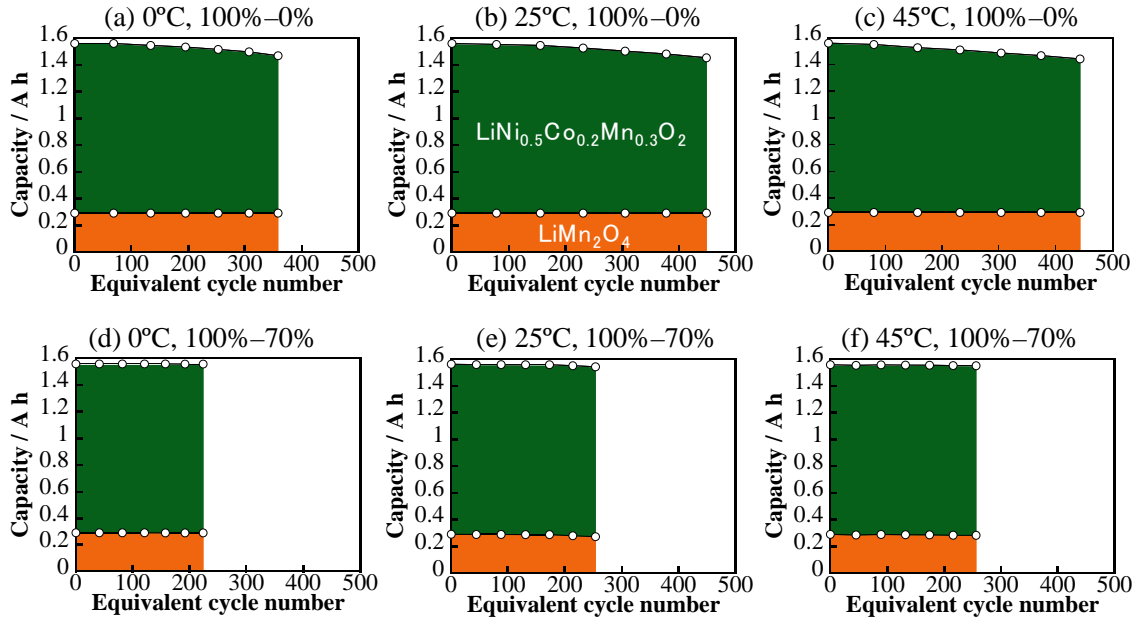 (a) 0ºC, 100%–0%
1.6
1.4
1.2
1
0.8
0.6
0.4
0.2
0
Capacity / A h
0 100 200 300 400 500
Equivalent cycle number
(b) 25ºC, 100%–0%
1.6
1.4
1.2
1
0.8
0.6
0.4
0.2
0
Capacity / A h
LiNi0.5Co0.2Mn0.3O2
LiMn2O4
0 100 200 300 400 500
Equivalent cycle number
(c) 45ºC, 100%–0%
1.6
1.4
1.2
1
0.8
0.6
0.4
0.2
0
Capacity / A h
0 100 200 300 400 500
Equivalent cycle number
(d) 0ºC, 100%–70%
1.6
1.4
1.2
1
0.8
0.6
0.4
0.2
0
Capacity / A h
0 100 200 300 400 500
Equivalent cycle number
(e) 25ºC, 100%–70%
1.6
1.4
1.2
1
0.8
0.6
0.4
0.2
0
Capacity / A h
0 100 200 300 400 500
Equivalent cycle number
(f) 45ºC, 100%–70%
1.6
1.4
1.2
1
0.8
0.6
0.4
0.2
0
Capacity / A h
0 100 200 300 400 500
Equivalent cycle number